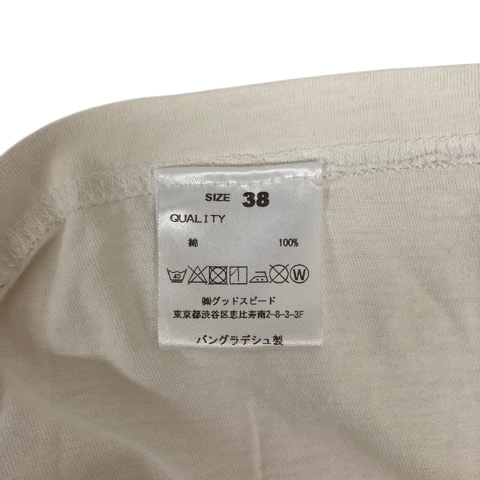 SIZE 38
QUALITY
綿 100%
㈱グッドスピード
東京都渋谷区恵比寿南2-8-3-3F
バングラデシュ製